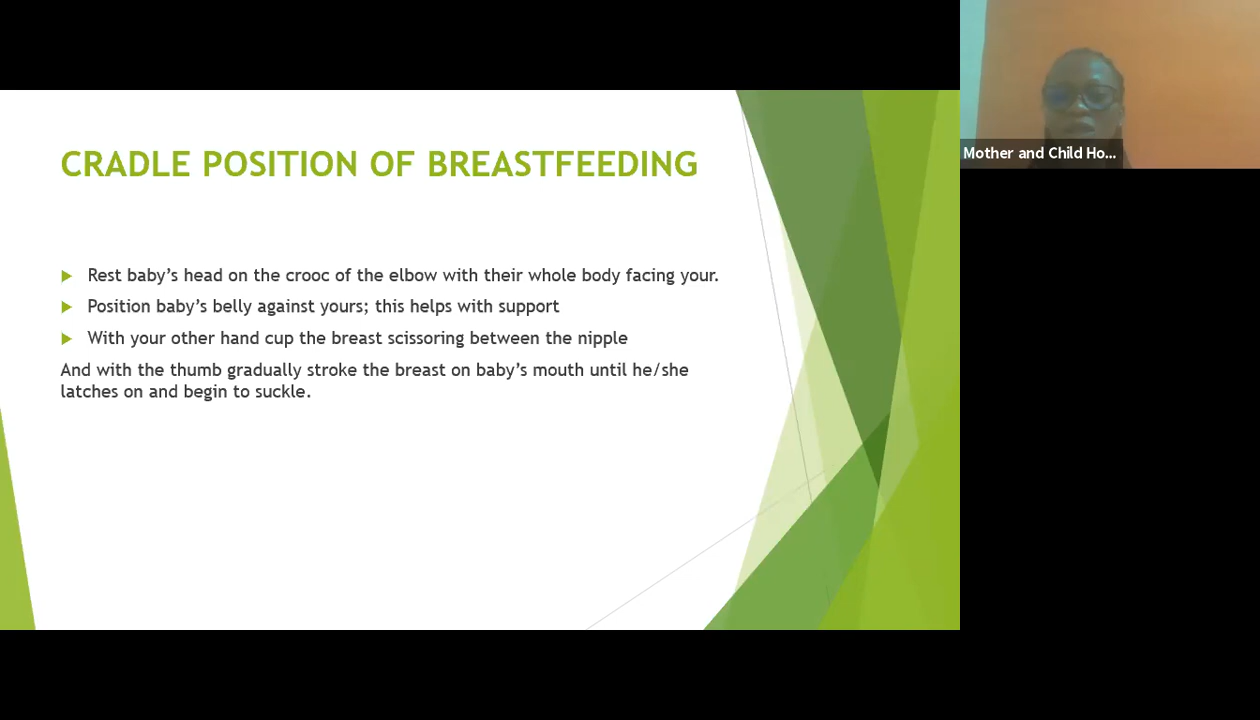 CRADLE POSITION OF BREASTFEEDING
Rest baby's head on the crooc of the elbow with their whole body facing your.
Position baby's belly against yours; this helps with support
With your other hand cup the breast scissoring between the nipple
And with the thumb gradually stroke the breast on baby's mouth until he/she
latches on and begin to suckle.
Mother and Child Ho...